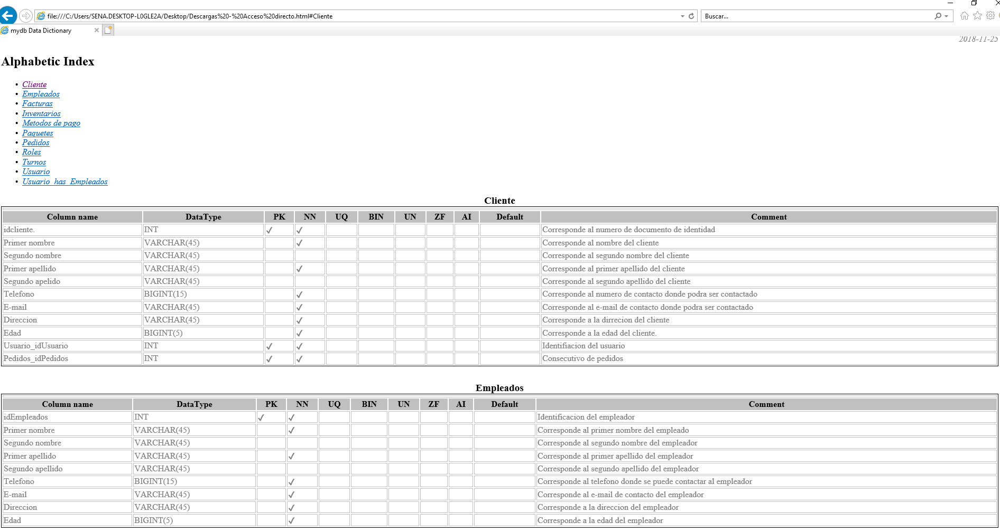 file:///C:/Users/SENA.DESKTOP-L0GLE2A/Desktop/Descargas%20-%20Acceso%20directo.html#Cliente
Buscar...
mydb Data Dictionary
2018-11-25
Alphabetic Index
• Cliente
• Empleados
• Facturas
• Inventarios
• Metodos de pago
• Paquetes
• Pedidos
• Roles
• Turnos
• Usuario
• Usuario_has_Empleados
Cliente
Column name DataType PK NN UQ BIN UN ZF AI Default Comment
idcliente. INT ✓ ✓ Corresponde al numero de documento de identidad
Primer nombre VARCHAR(45) ✓ Corresponde al nombre del cliente
Segundo nombre VARCHAR(45) Corresponde al segundo nombre del cliente
Primer apellido VARCHAR(45) ✓ Corresponde al primer apellido del cliente
Segundo apelido VARCHAR(45) Corresponde al segundo apellido del cliente
Telefono BIGINT(15) ✓ Corresponde al numero de contacto donde podra ser contactado
E-mail VARCHAR(45) ✓ Corresponde al e-mail de contacto donde podra ser contactado
Direccion VARCHAR(45) ✓ Corresponde a la dirrecion del cliente
Edad BIGINT(5) ✓ Corresponde a la edad del cliente.
Usuario_idUsuario INT ✓ ✓ Identifiacion del usuario
Pedidos_idPedidos INT ✓ ✓ Consecutivo de pedidos
Empleados
Column name DataType PK NN UQ BIN UN ZF AI Default Comment
idEmpleados INT ✓ ✓ Identificacion del empleador
Primer nombre VARCHAR(45) ✓ Corresponde al primer nombre del empleado
Segundo nombre VARCHAR(45) Corresponde al segundo nombre del empleador
Primer apellido VARCHAR(45) ✓ Corresponde al primer apellido del empleador
Segundo apellido VARCHAR(45) Corresponde al segundo apellido del empleador
Telefono BIGINT(15) ✓ Corresponde al telefono donde se puede contactar al empleador
E-mail VARCHAR(45) ✓ Corresponde al e-mail de contacto del empleador
Direccion VARCHAR(45) ✓ Corresponde a la direccion del empleador
Edad BIGINT(5) ✓ Corresponde a la edad del empleador